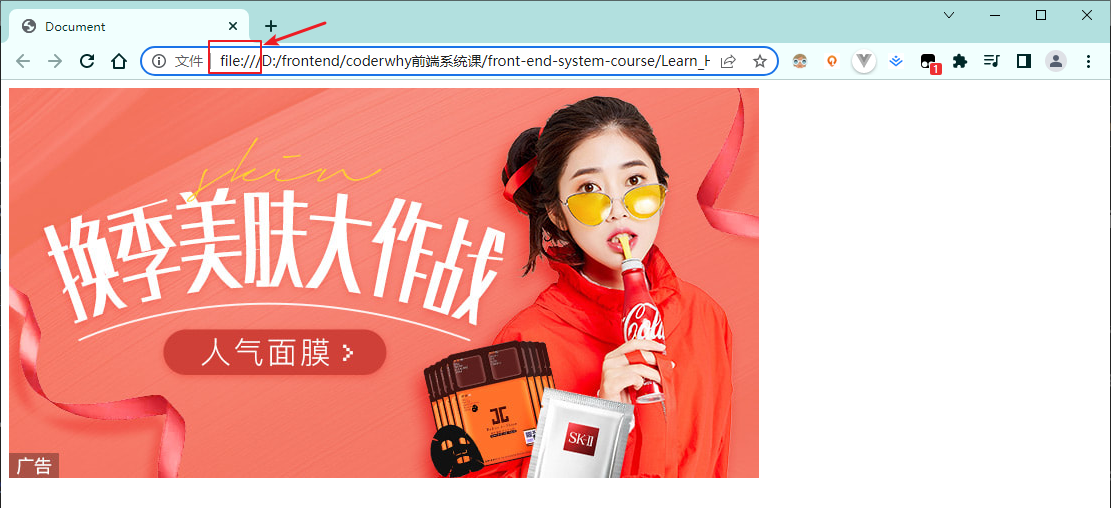 Document
文件 file:///D:/frontend/coderwhy前端系统课/front-end-system-course/Learn_H
1
skin
换季美肤大作战
人气面膜
Cola
JC
SK-II
广告